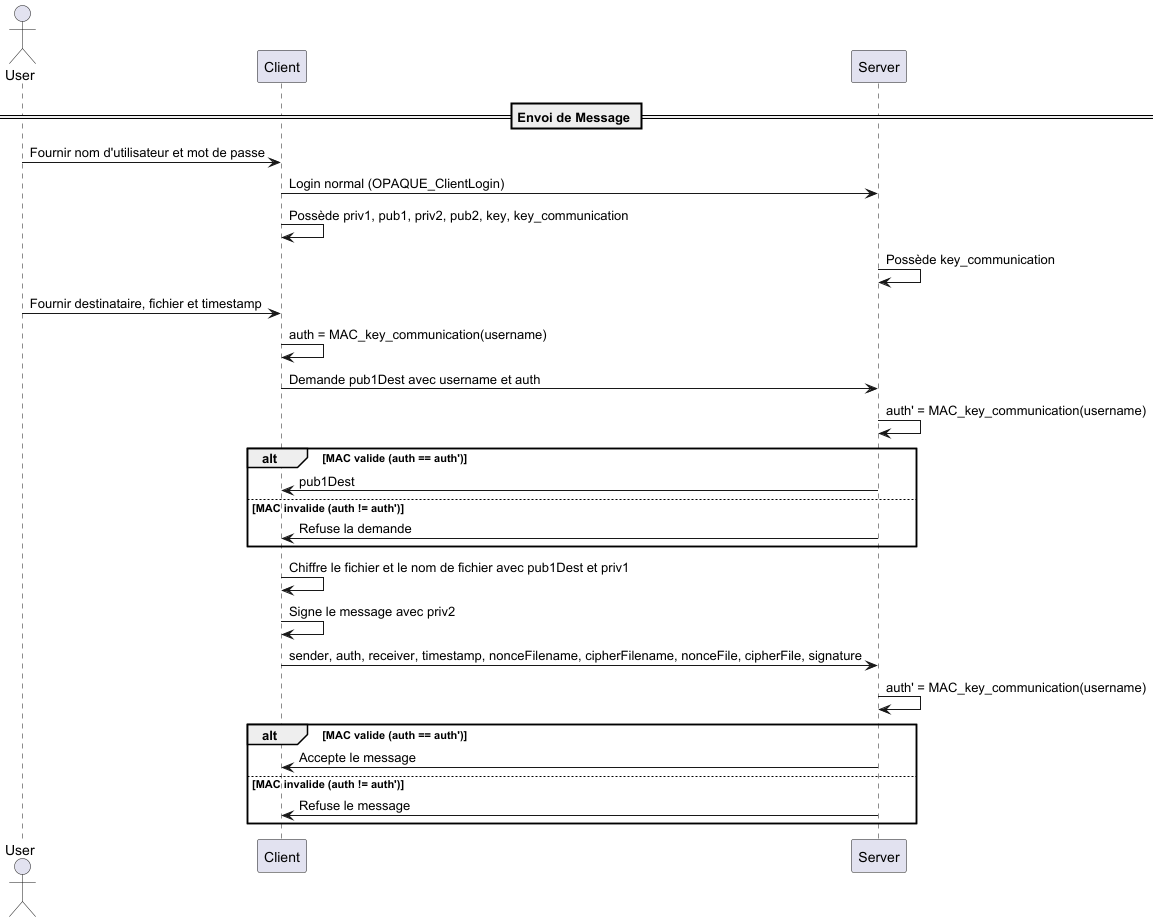 User
Client
Server
Envoi de Message
Fournir nom d'utilisateur et mot de passe
Login normal (OPAQUE_ClientLogin)
Possède priv1, pub1, priv2, pub2, key, key_communication
Possède key_communication
Fournir destinataire, fichier et timestamp
auth = MAC_key_communication(username)
Demande pub1Dest avec username et auth
auth' = MAC_key_communication(username)
alt
[MAC valide (auth == auth')]
pub1Dest
[MAC invalide (auth != auth')]
Refuse la demande
Chiffre le fichier et le nom de fichier avec pub1Dest et priv1
Signe le message avec priv2
sender, auth, receiver, timestamp, nonceFilename, cipherFilename, nonceFile, cipherFile, signature
auth' = MAC_key_communication(username)
alt
[MAC valide (auth == auth')]
Accepte le message
[MAC invalide (auth != auth')]
Refuse le message
User
Client
Server